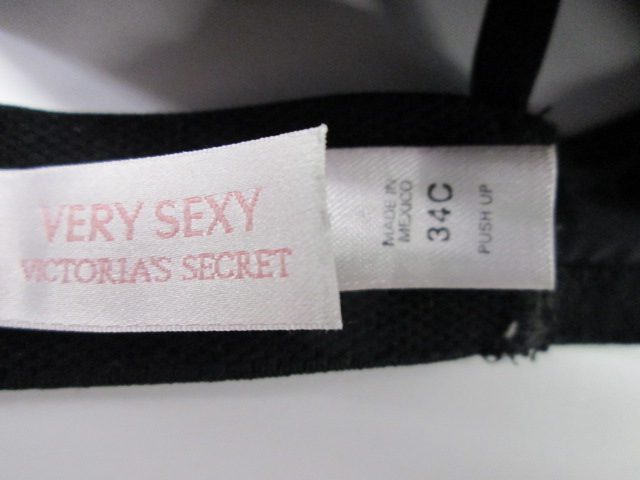 VERY SEXY
VICTORIA'S SECRET
MADE IN
MEXICO
34C
PUSH UP